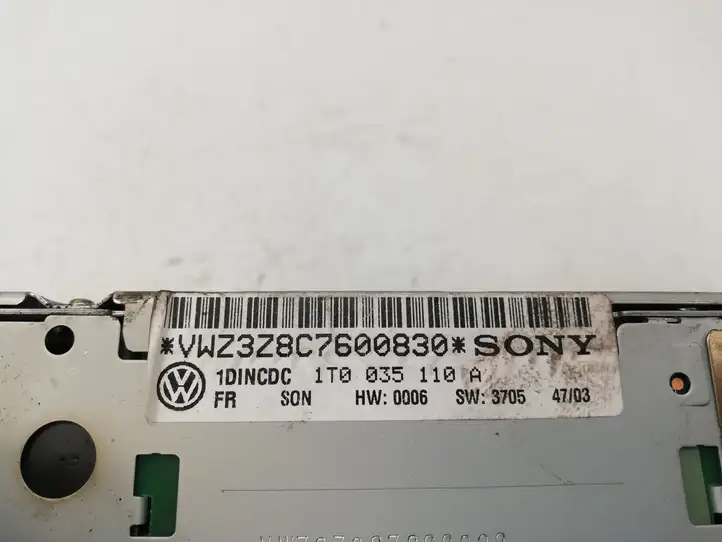 *VWZ3Z8C7600830* SONY
1DINCDC 1T0 035 110 A
FR SON HW: 0006 SW: 3705 47/03